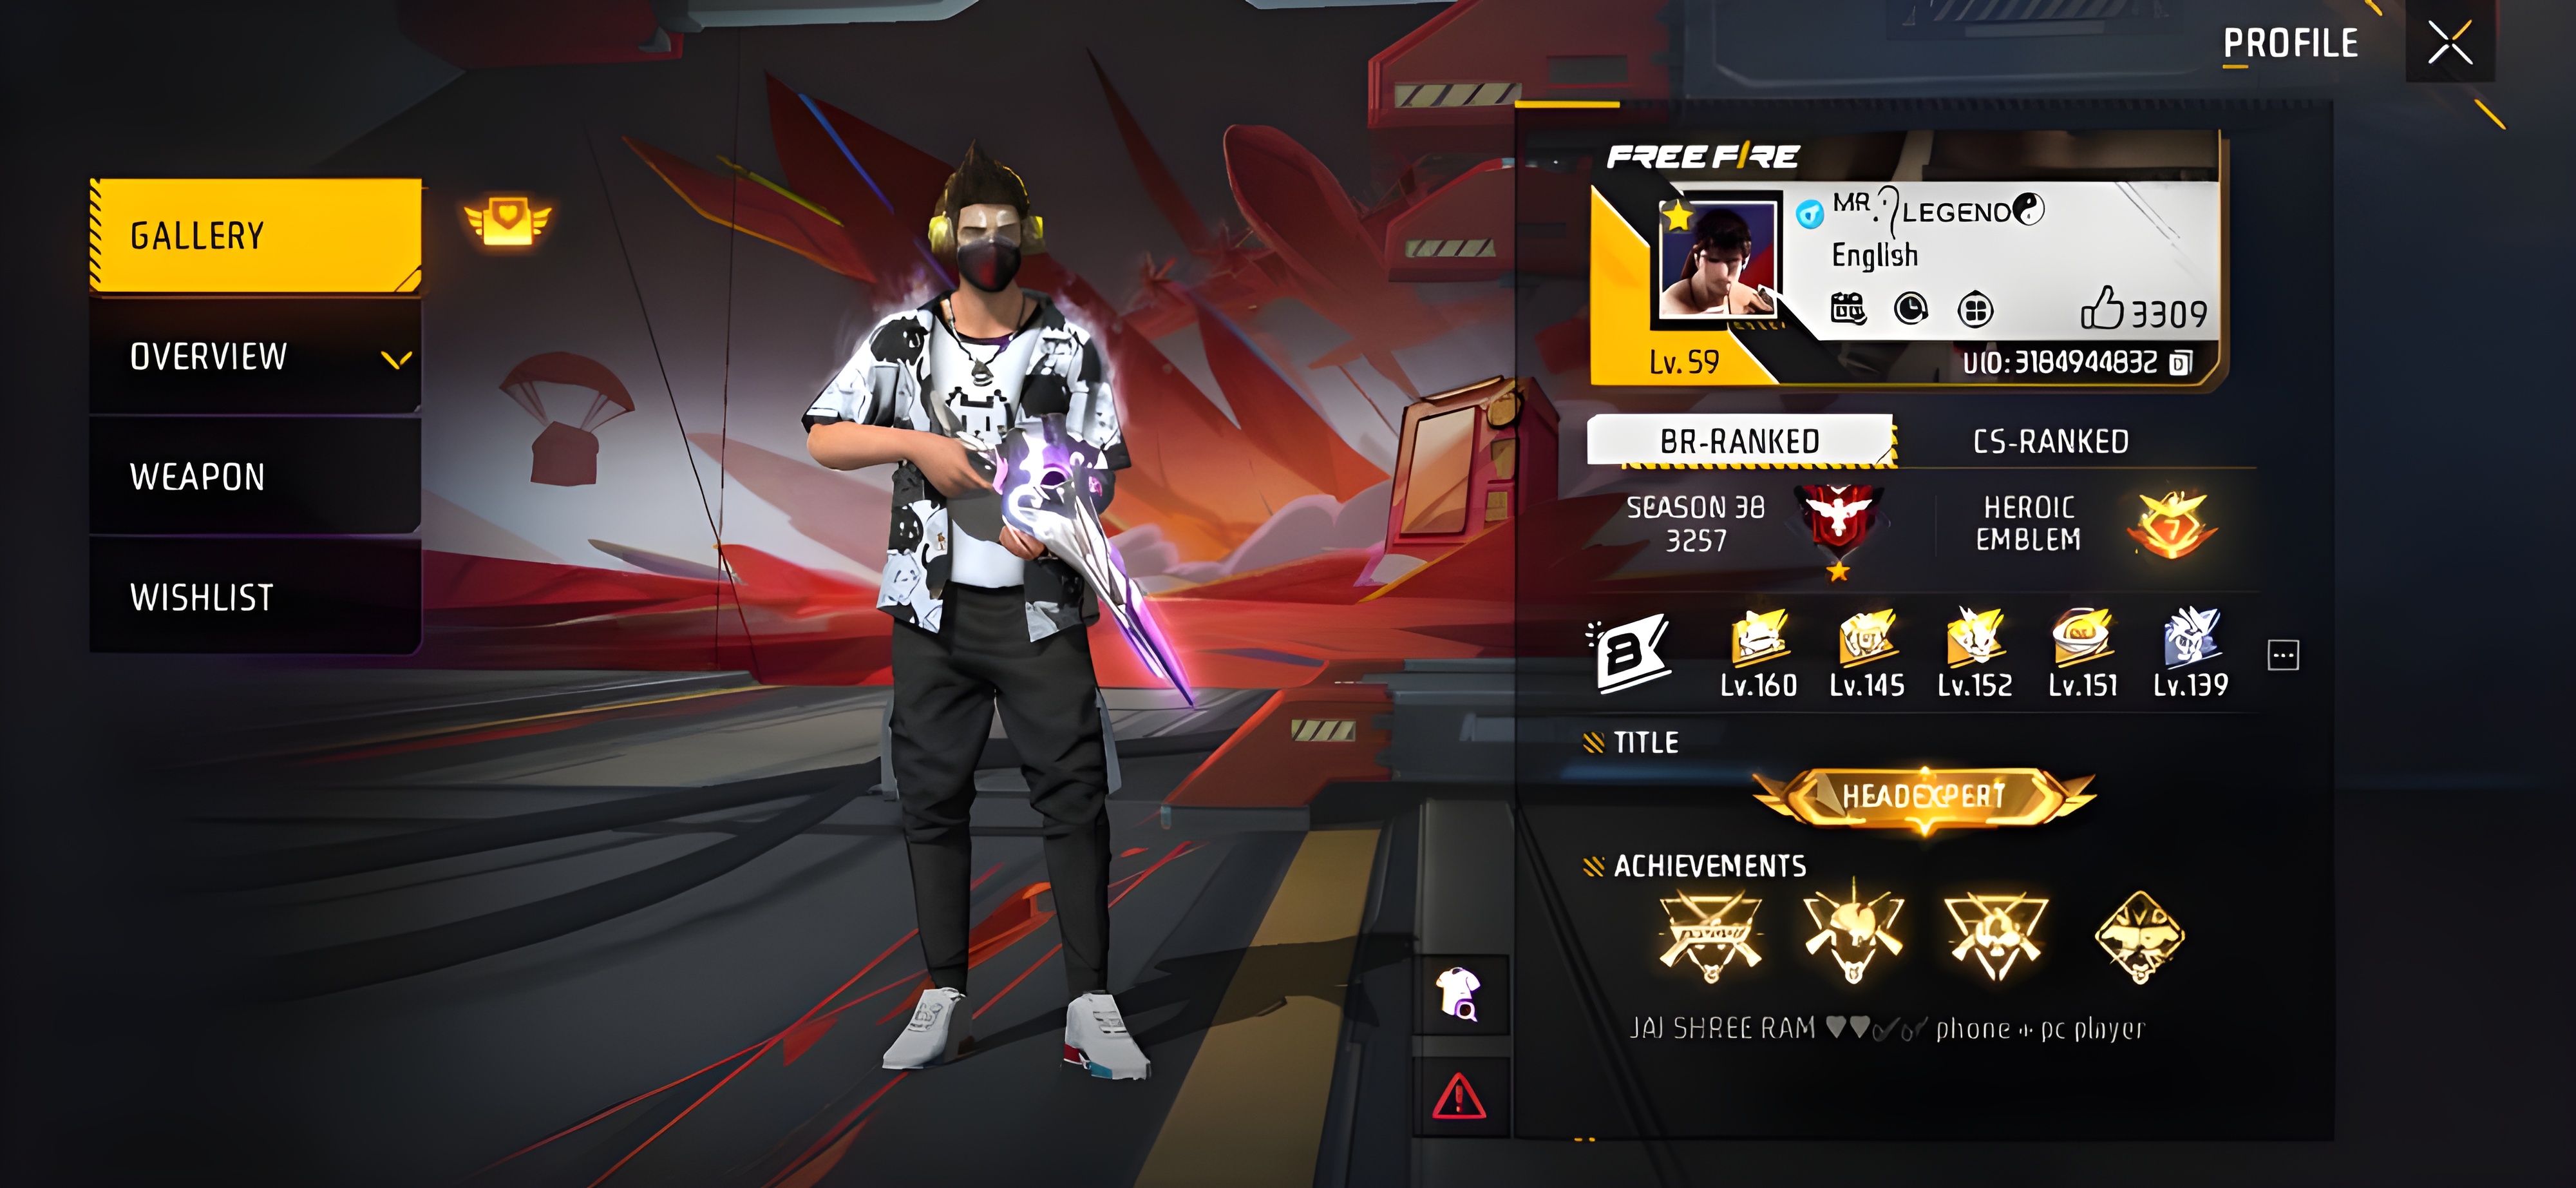 PROFILE
GALLERY
OVERVIEW
WEAPON
WISHLIST
FREE FIRE
MR.?LEGEND☯
English
3309
Lv. 59
UID: 3184944832
BR-RANKED
CS-RANKED
SEASON 38
3257
HEROIC
EMBLEM
7
Lv.160
Lv.145
Lv.152
Lv.151
Lv.139
TITLE
HEADEXPERT
ACHIEVEMENTS
JAI SHREE RAM ♥♥ phone + pc player